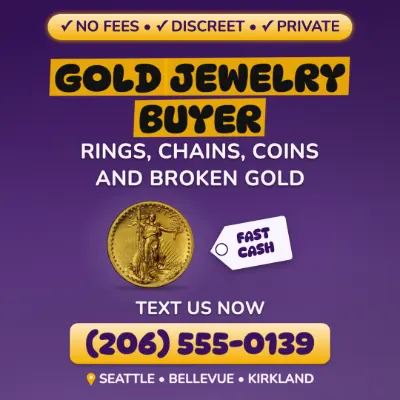 ✓ NO FEES • ✓ DISCREET • ✓ PRIVATE
GOLD JEWELRY
BUYER
RINGS, CHAINS, COINS
AND BROKEN GOLD
FAST
CASH
TEXT US NOW
(206) 555-0139
SEATTLE • BELLEVUE • KIRKLAND